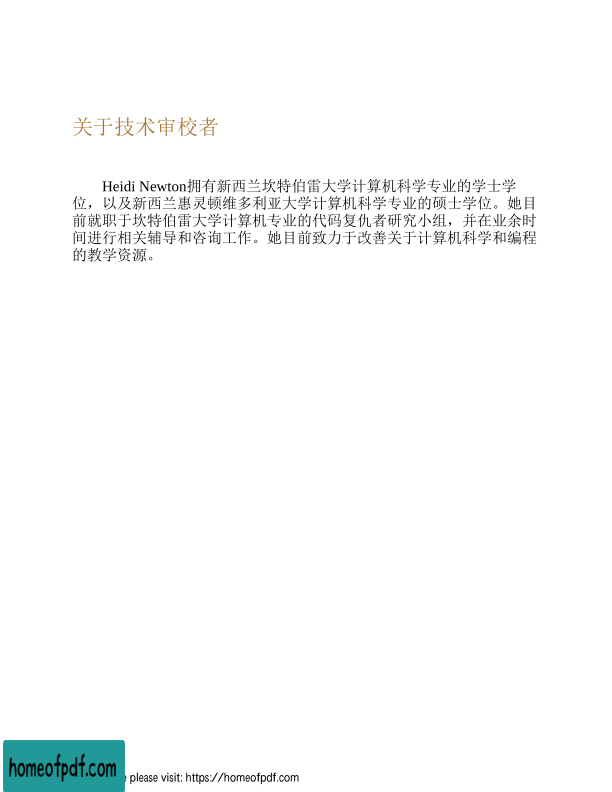 关于技术审校者
Heidi Newton拥有新西兰坎特伯雷大学计算机科学专业的学士学
位，以及新西兰惠灵顿维多利亚大学计算机科学专业的硕士学位。她目
前就职于坎特伯雷大学计算机专业的代码复仇者研究小组，并在业余时
间进行相关辅导和咨询工作。她目前致力于改善关于计算机科学和编程
的教学资源。
homeofpdf.com
please visit: https://homeofpdf.com